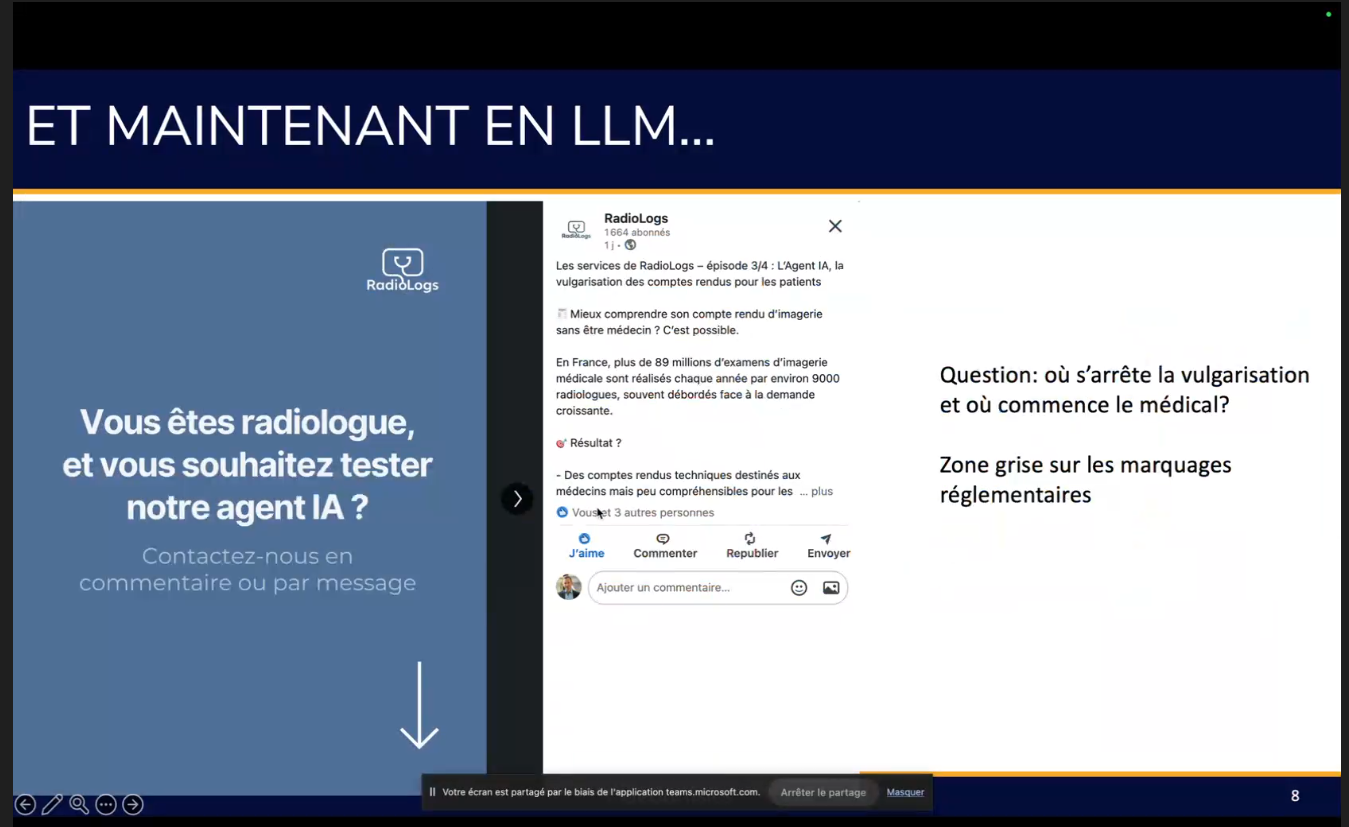 ET MAINTENANT EN LLM...
RadioLogs
Vous êtes radiologue,
et vous souhaitez tester
notre agent IA ?
Contactez-nous en
commentaire ou par message
RadioLogs
RadioLogs
1 664 abonnés
1 j •
Les services de RadioLogs – épisode 3/4 : L'Agent IA, la
vulgarisation des comptes rendus pour les patients
Mieux comprendre son compte rendu d'imagerie
sans être médecin ? C'est possible.
En France, plus de 89 millions d'examens d'imagerie
médicale sont réalisés chaque année par environ 9000
radiologues, souvent débordés face à la demande
croissante.
Résultat ?
- Des comptes rendus techniques destinés aux
médecins mais peu compréhensibles pour les ... plus
Vous et 3 autres personnes
J'aime Commenter Republier Envoyer
Ajouter un commentaire...
Question: où s'arrête la vulgarisation
et où commence le médical?
Zone grise sur les marquages
réglementaires
Votre écran est partagé par le biais de l'application teams.microsoft.com. Arrêter le partage Masquer
8